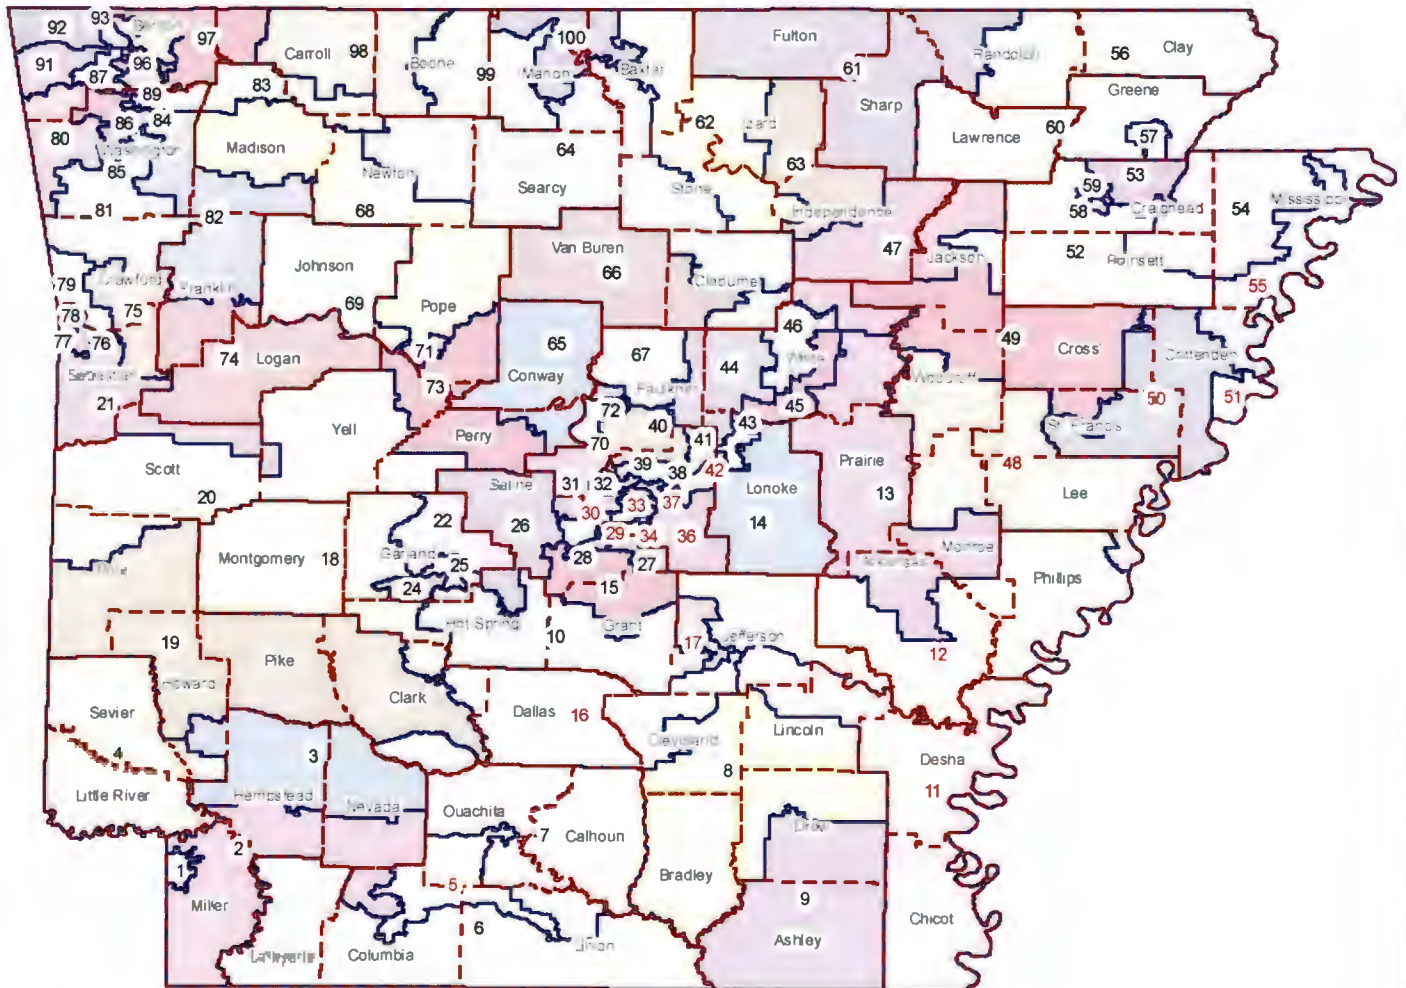 92 93 Benton 97 Carroll 98 Boone 99 100 Marion Baxter Fulton 61 Randolph 56 Clay
91 87 96 89 83 Sharp Greene
80 86 84 Washington Madison 62 Izard Lawrence 60 57
85 Newton 64 Searcy Stone 63 Independence 59 53 58 Craighead 54 Mississippi
81 82 68 47
79 Crawford Franklin Johnson Van Buren 66 Cleburne Jackson 52 Poinsett
78 75 69 Pope 55
77 76 74 Logan 71 65 67 46 White 49 Cross Crittenden
Sebastian 73 Conway Faulkner 44 Woodruff
21 72 40 43 45 50 51
Yell Perry 70 41 St. Francis
Scott 39 38 42 Prairie 48
20 Saline 31 32 Lonoke 13 Lee
22 26 30 33 37 14
Montgomery 18 Garland 29 34 36 Monroe
25 28 27 Arkansas Phillips
24 15
Hot Spring 10 Grant 17 Jefferson
19 Pike 12
Howard Clark
Sevier Dallas 16 Cleveland Lincoln
4 3 8 Desha
Little River Hempstead Nevada Ouachita 7 Calhoun 11
2 Drew
1 5 Bradley
Miller 9 Chicot
6 Ashley
Lafayette Columbia Union